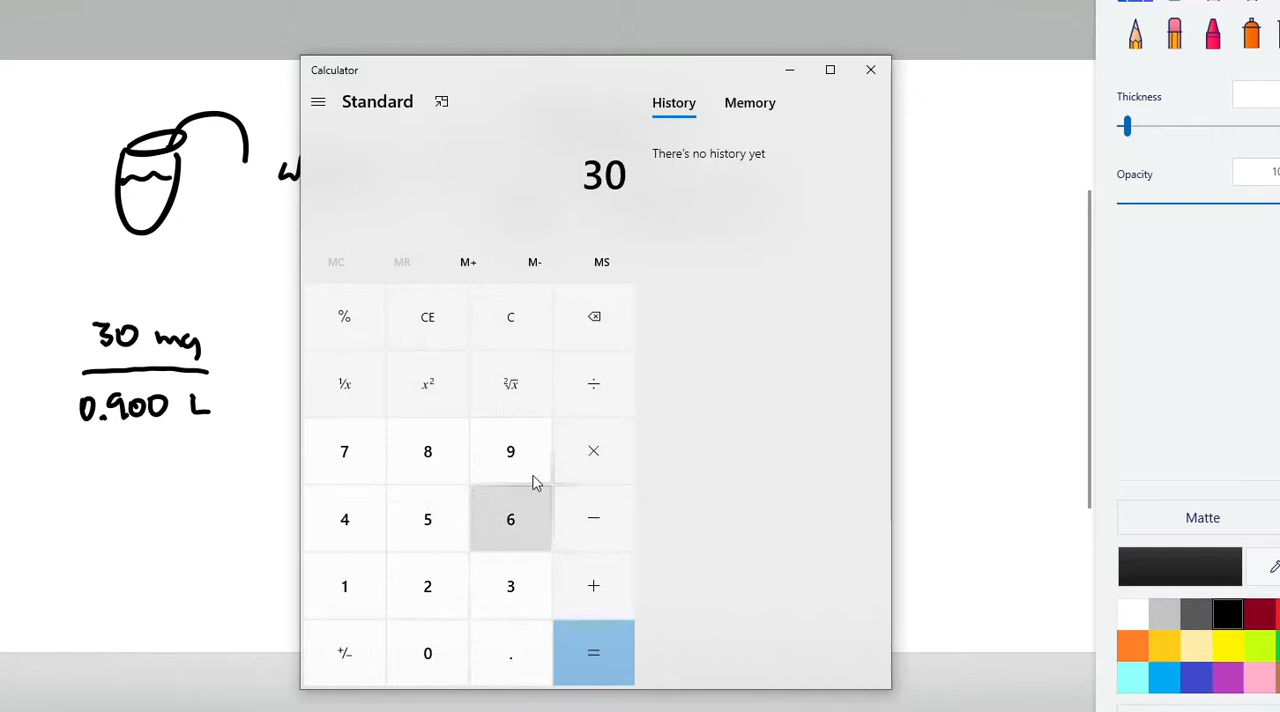 Calculator
Standard
History Memory
30
There's no history yet
MC MR M+ M- MS
% CE C
¹/x x² ²√x ÷
7 8 9 ×
4 5 6 −
1 2 3 +
+/− 0 . =
30 mg
0.900 L
Thickness
Opacity
10
Matte